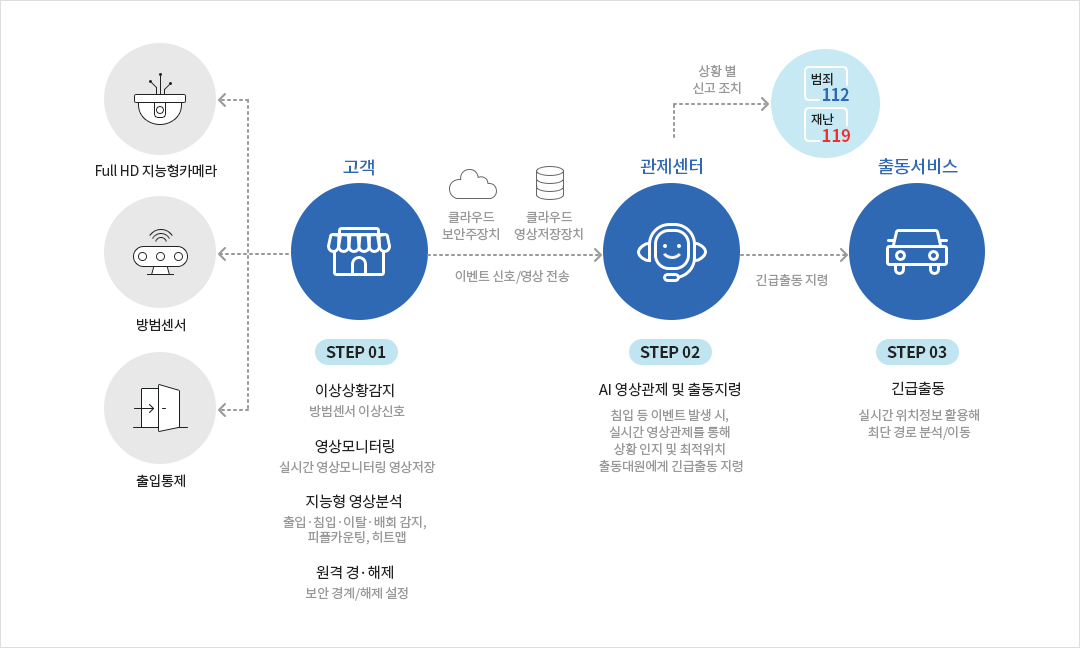 Full HD 지능형카메라
방범센서
출입통제
고객
STEP 01
이상상황감지
방범센서 이상신호
영상모니터링
실시간 영상모니터링 영상저장
지능형 영상분석
출입·침입·이탈·배회 감지,
피플카운팅, 히트맵
원격 경·해제
보안 경계/해제 설정
클라우드
보안주장치
클라우드
영상저장장치
이벤트 신호/영상 전송
관제센터
STEP 02
AI 영상관제 및 출동지령
침입 등 이벤트 발생 시,
실시간 영상관제를 통해
상황 인지 및 최적위치
출동대원에게 긴급출동 지령
상황 별
신고 조치
범죄
112
재난
119
긴급출동 지령
출동서비스
STEP 03
긴급출동
실시간 위치정보 활용해
최단 경로 분석/이동